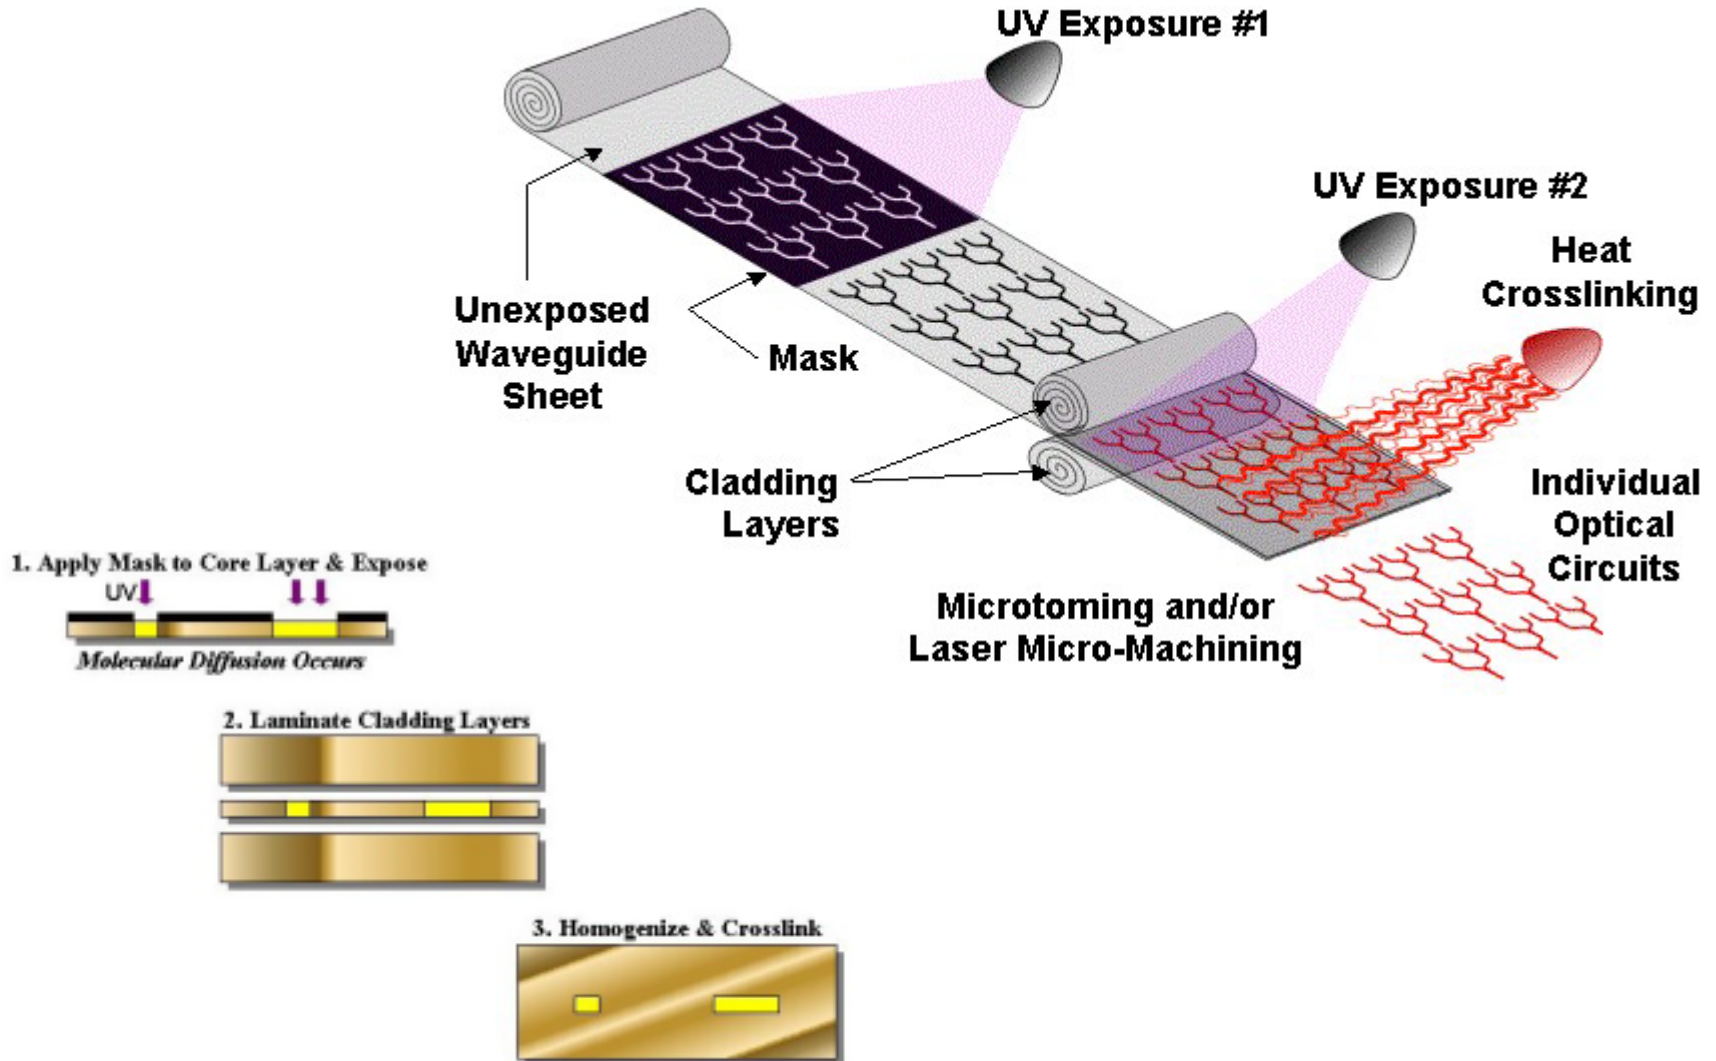 UV Exposure #1
UV Exposure #2
Heat
Crosslinking
Unexposed
Waveguide
Sheet
Mask
Cladding
Layers
Individual
Optical
Circuits
Microtoming and/or
Laser Micro-Machining
1. Apply Mask to Core Layer & Expose
UV
Molecular Diffusion Occurs
2. Laminate Cladding Layers
3. Homogenize & Crosslink